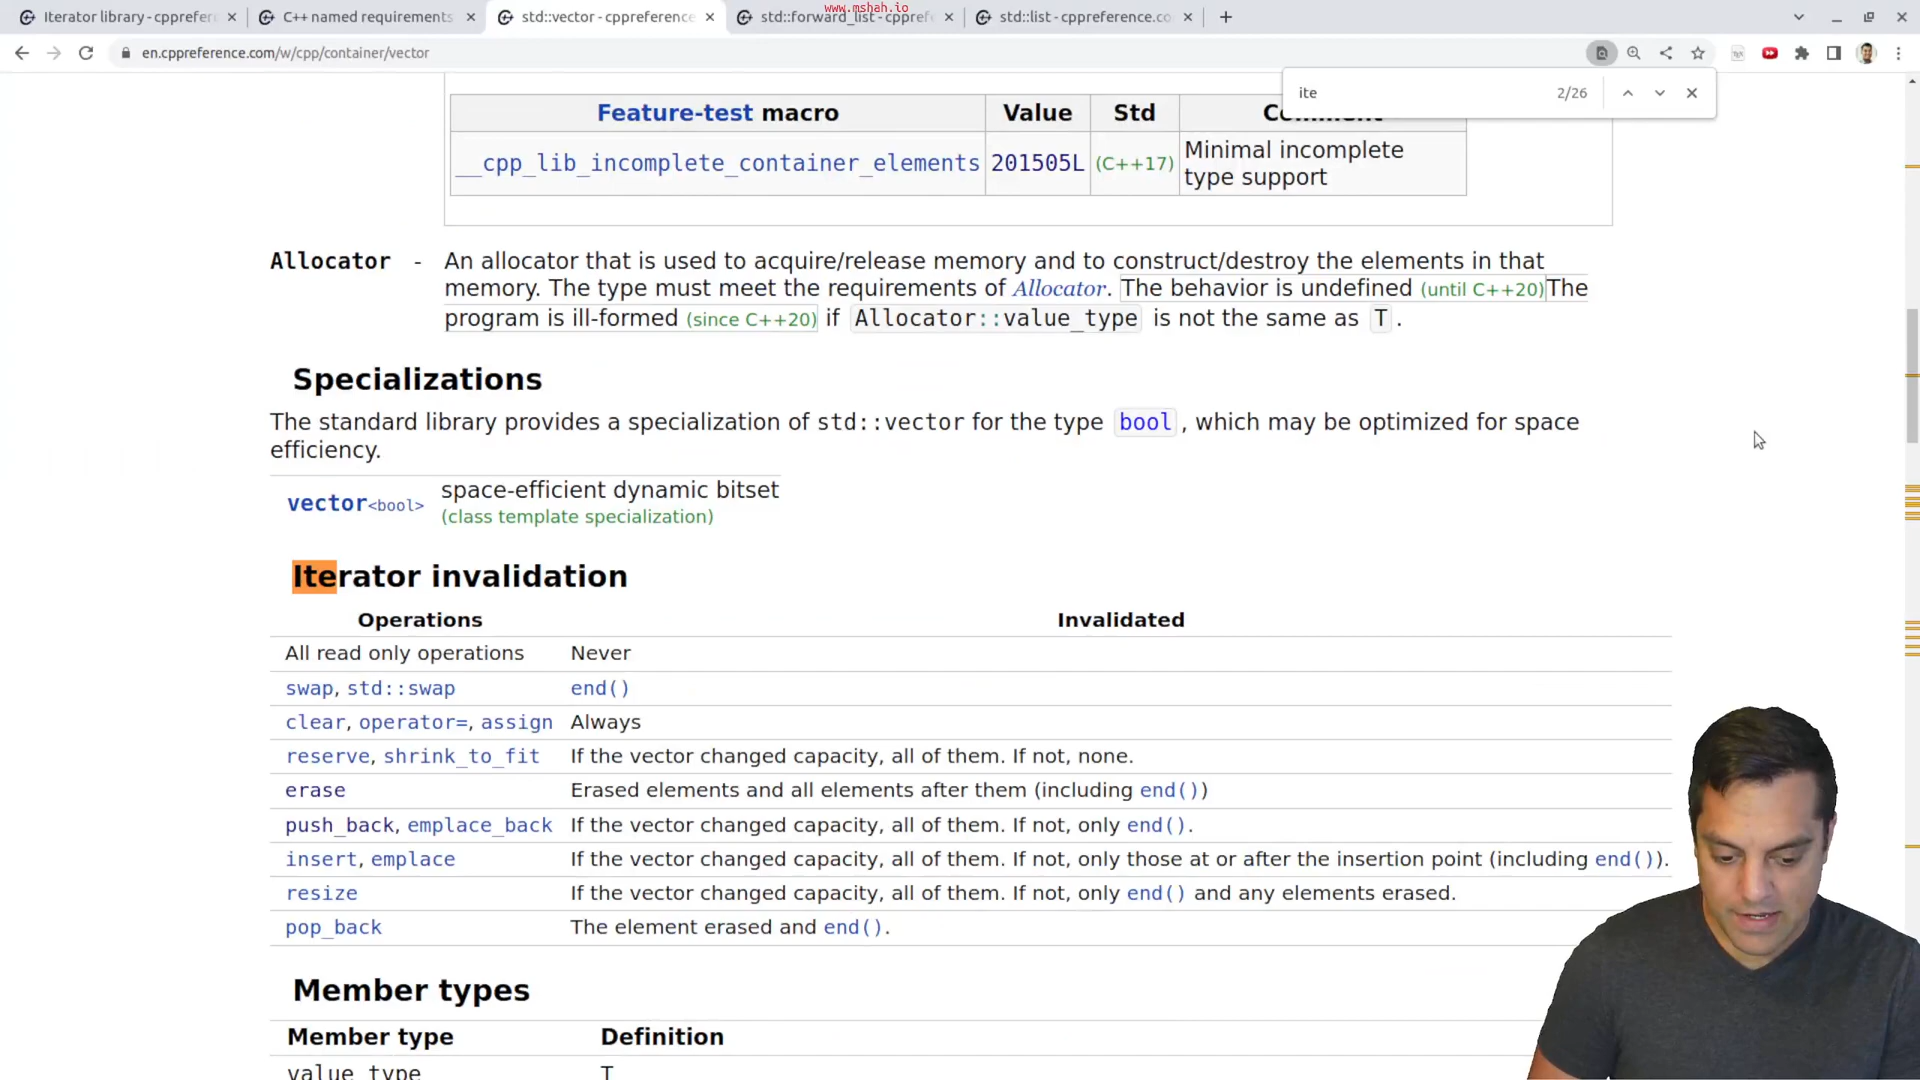 www.mshah.io
Iterator library - cppreferen
C++ named requirements
std::vector - cppreference
std::forward_list - cpprefe
std::list - cppreference.co
en.cppreference.com/w/cpp/container/vector
ite 2/26
Feature-test macro Value Std Comment
__cpp_lib_incomplete_container_elements 201505L (C++17) Minimal incomplete
type support
Allocator - An allocator that is used to acquire/release memory and to construct/destroy the elements in that
memory. The type must meet the requirements of Allocator. The behavior is undefined (until C++20)The
program is ill-formed (since C++20) if Allocator::value_type is not the same as T.
Specializations
The standard library provides a specialization of std::vector for the type bool, which may be optimized for space
efficiency.
vector<bool> space-efficient dynamic bitset
(class template specialization)
Iterator invalidation
Operations Invalidated
All read only operations Never
swap, std::swap end()
clear, operator=, assign Always
reserve, shrink_to_fit If the vector changed capacity, all of them. If not, none.
erase Erased elements and all elements after them (including end())
push_back, emplace_back If the vector changed capacity, all of them. If not, only end().
insert, emplace If the vector changed capacity, all of them. If not, only those at or after the insertion point (including end()).
resize If the vector changed capacity, all of them. If not, only end() and any elements erased.
pop_back The element erased and end().
Member types
Member type Definition
value_type T